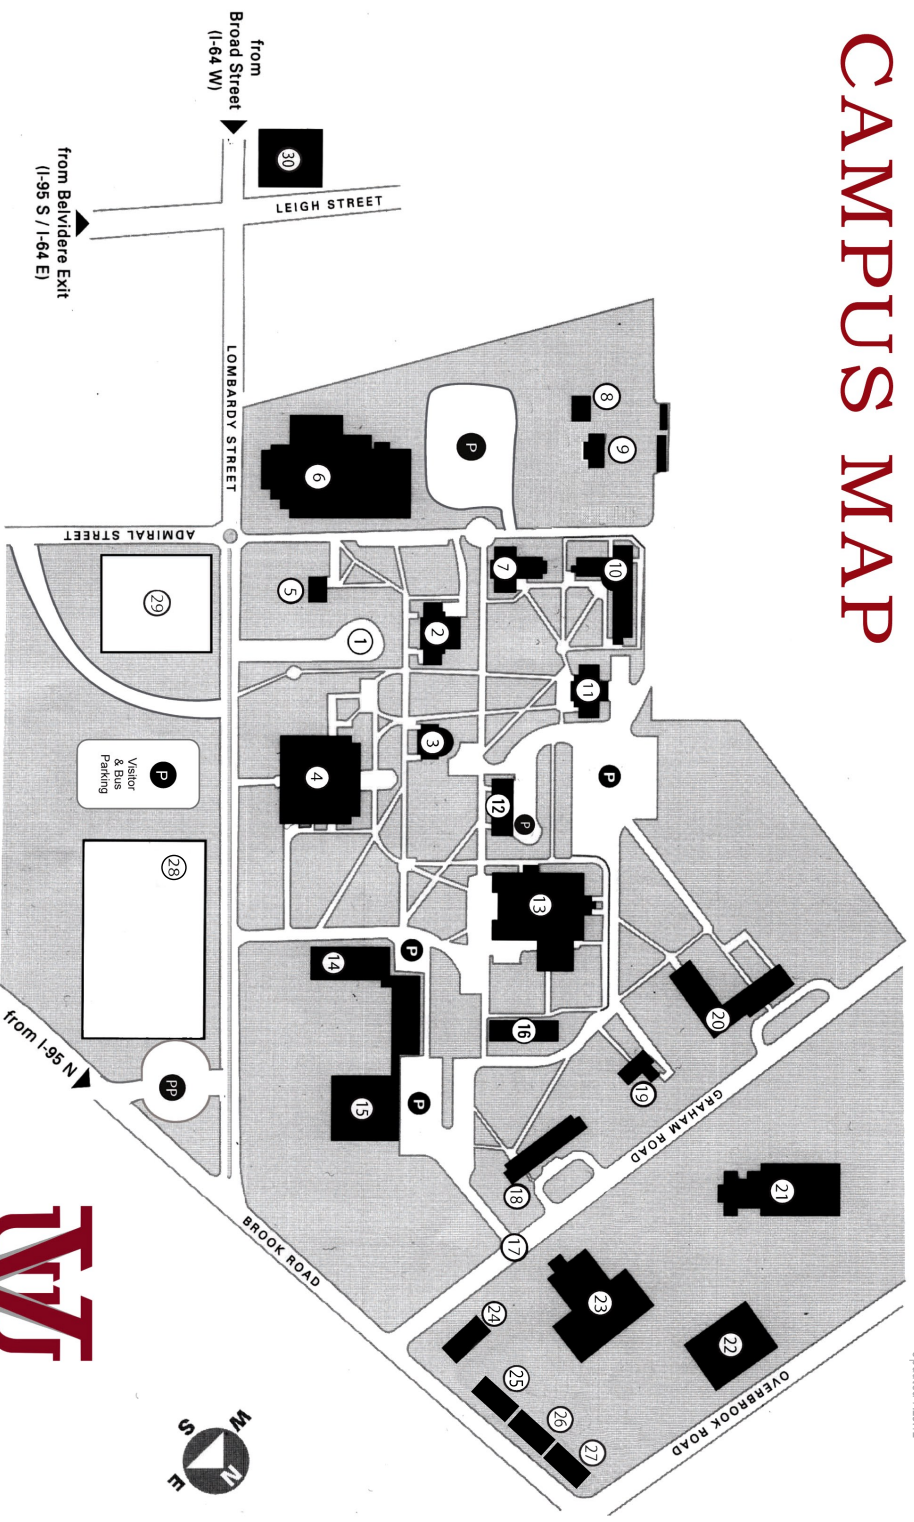 CAMPUS MAP
from
Broad Street
(I-64 W)
from Belvidere Exit
(I-95 S / I-64 E)
30
LEIGH STREET
LOMBARDY STREET
ADMIRAL STREET
8
9
P
6
7
10
5
29
2
1
11
3
4
P
12
P
P
Visitor
& Bus
Parking
13
28
14
P
16
20
from I-95 N
PP
15
P
19
GRAHAM ROAD
18
17
21
BROOK ROAD
23
22
24
25
26
27
OVERBROOK ROAD
VU
N
E
S
W